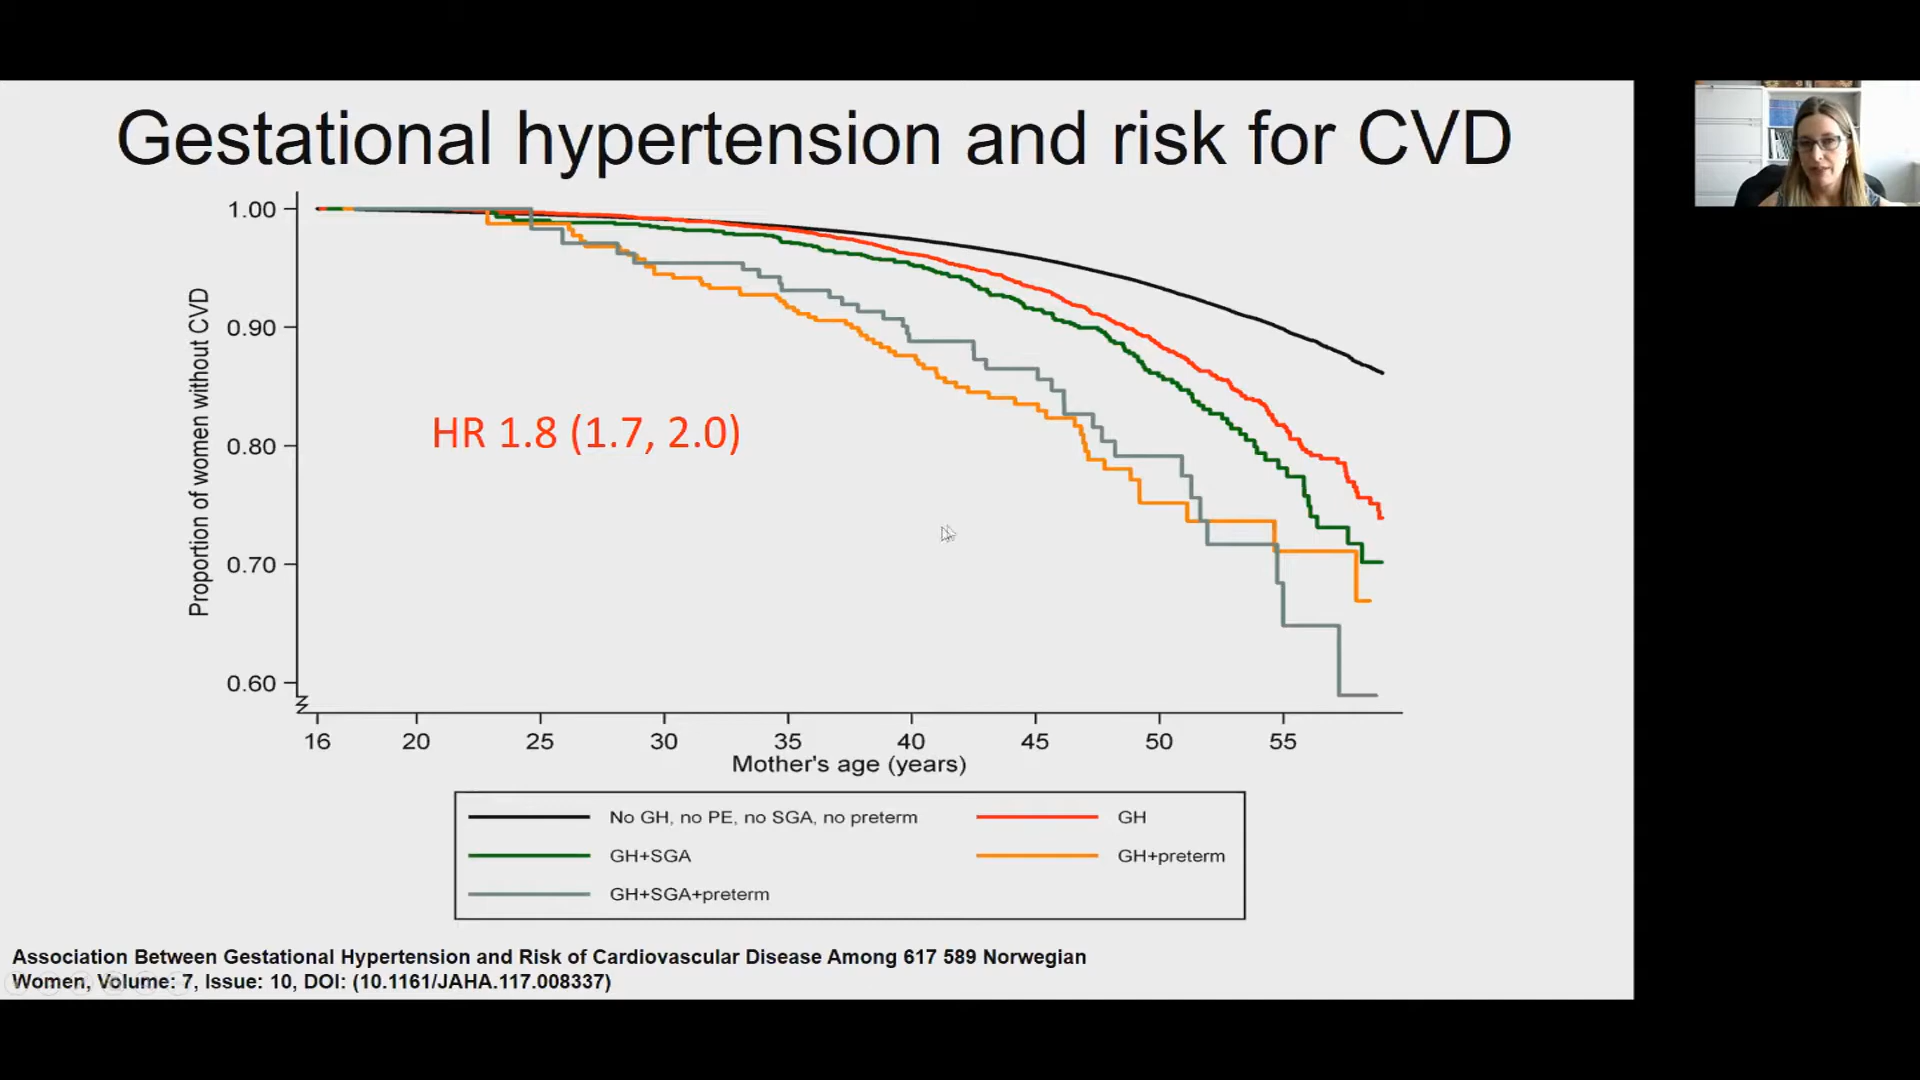 Gestational hypertension and risk for CVD
1.00
0.90
0.80
0.70
0.60
Proportion of women without CVD
HR 1.8 (1.7, 2.0)
16 20 25 30 35 40 45 50 55
Mother's age (years)
No GH, no PE, no SGA, no preterm
GH
GH+SGA
GH+preterm
GH+SGA+preterm
Association Between Gestational Hypertension and Risk of Cardiovascular Disease Among 617 589 Norwegian
Women, Volume: 7, Issue: 10, DOI: (10.1161/JAHA.117.008337)